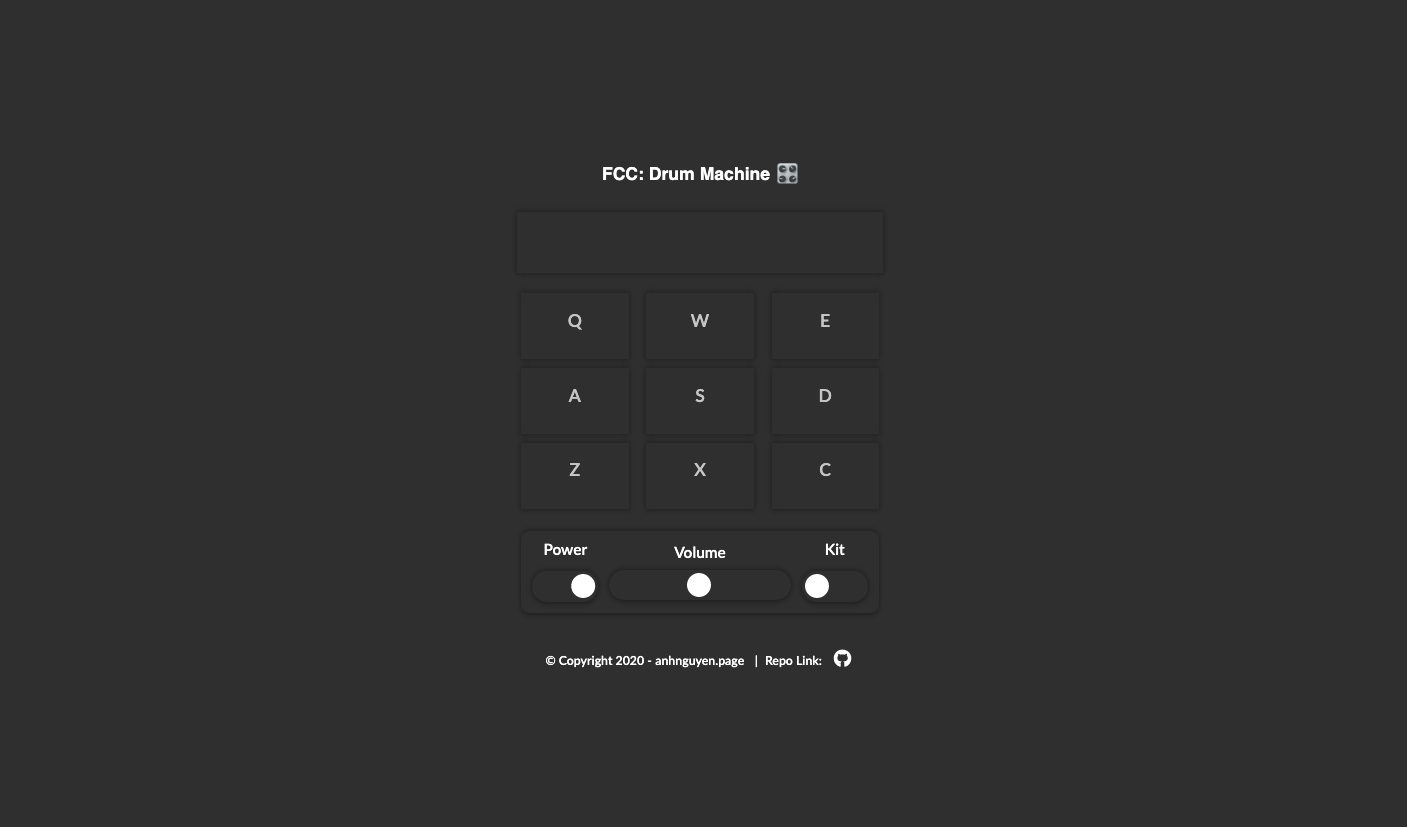 FCC: Drum Machine 🎛️
Q W E
A S D
Z X C
Power Volume Kit
© Copyright 2020 - anhnguyen.page | Repo Link: